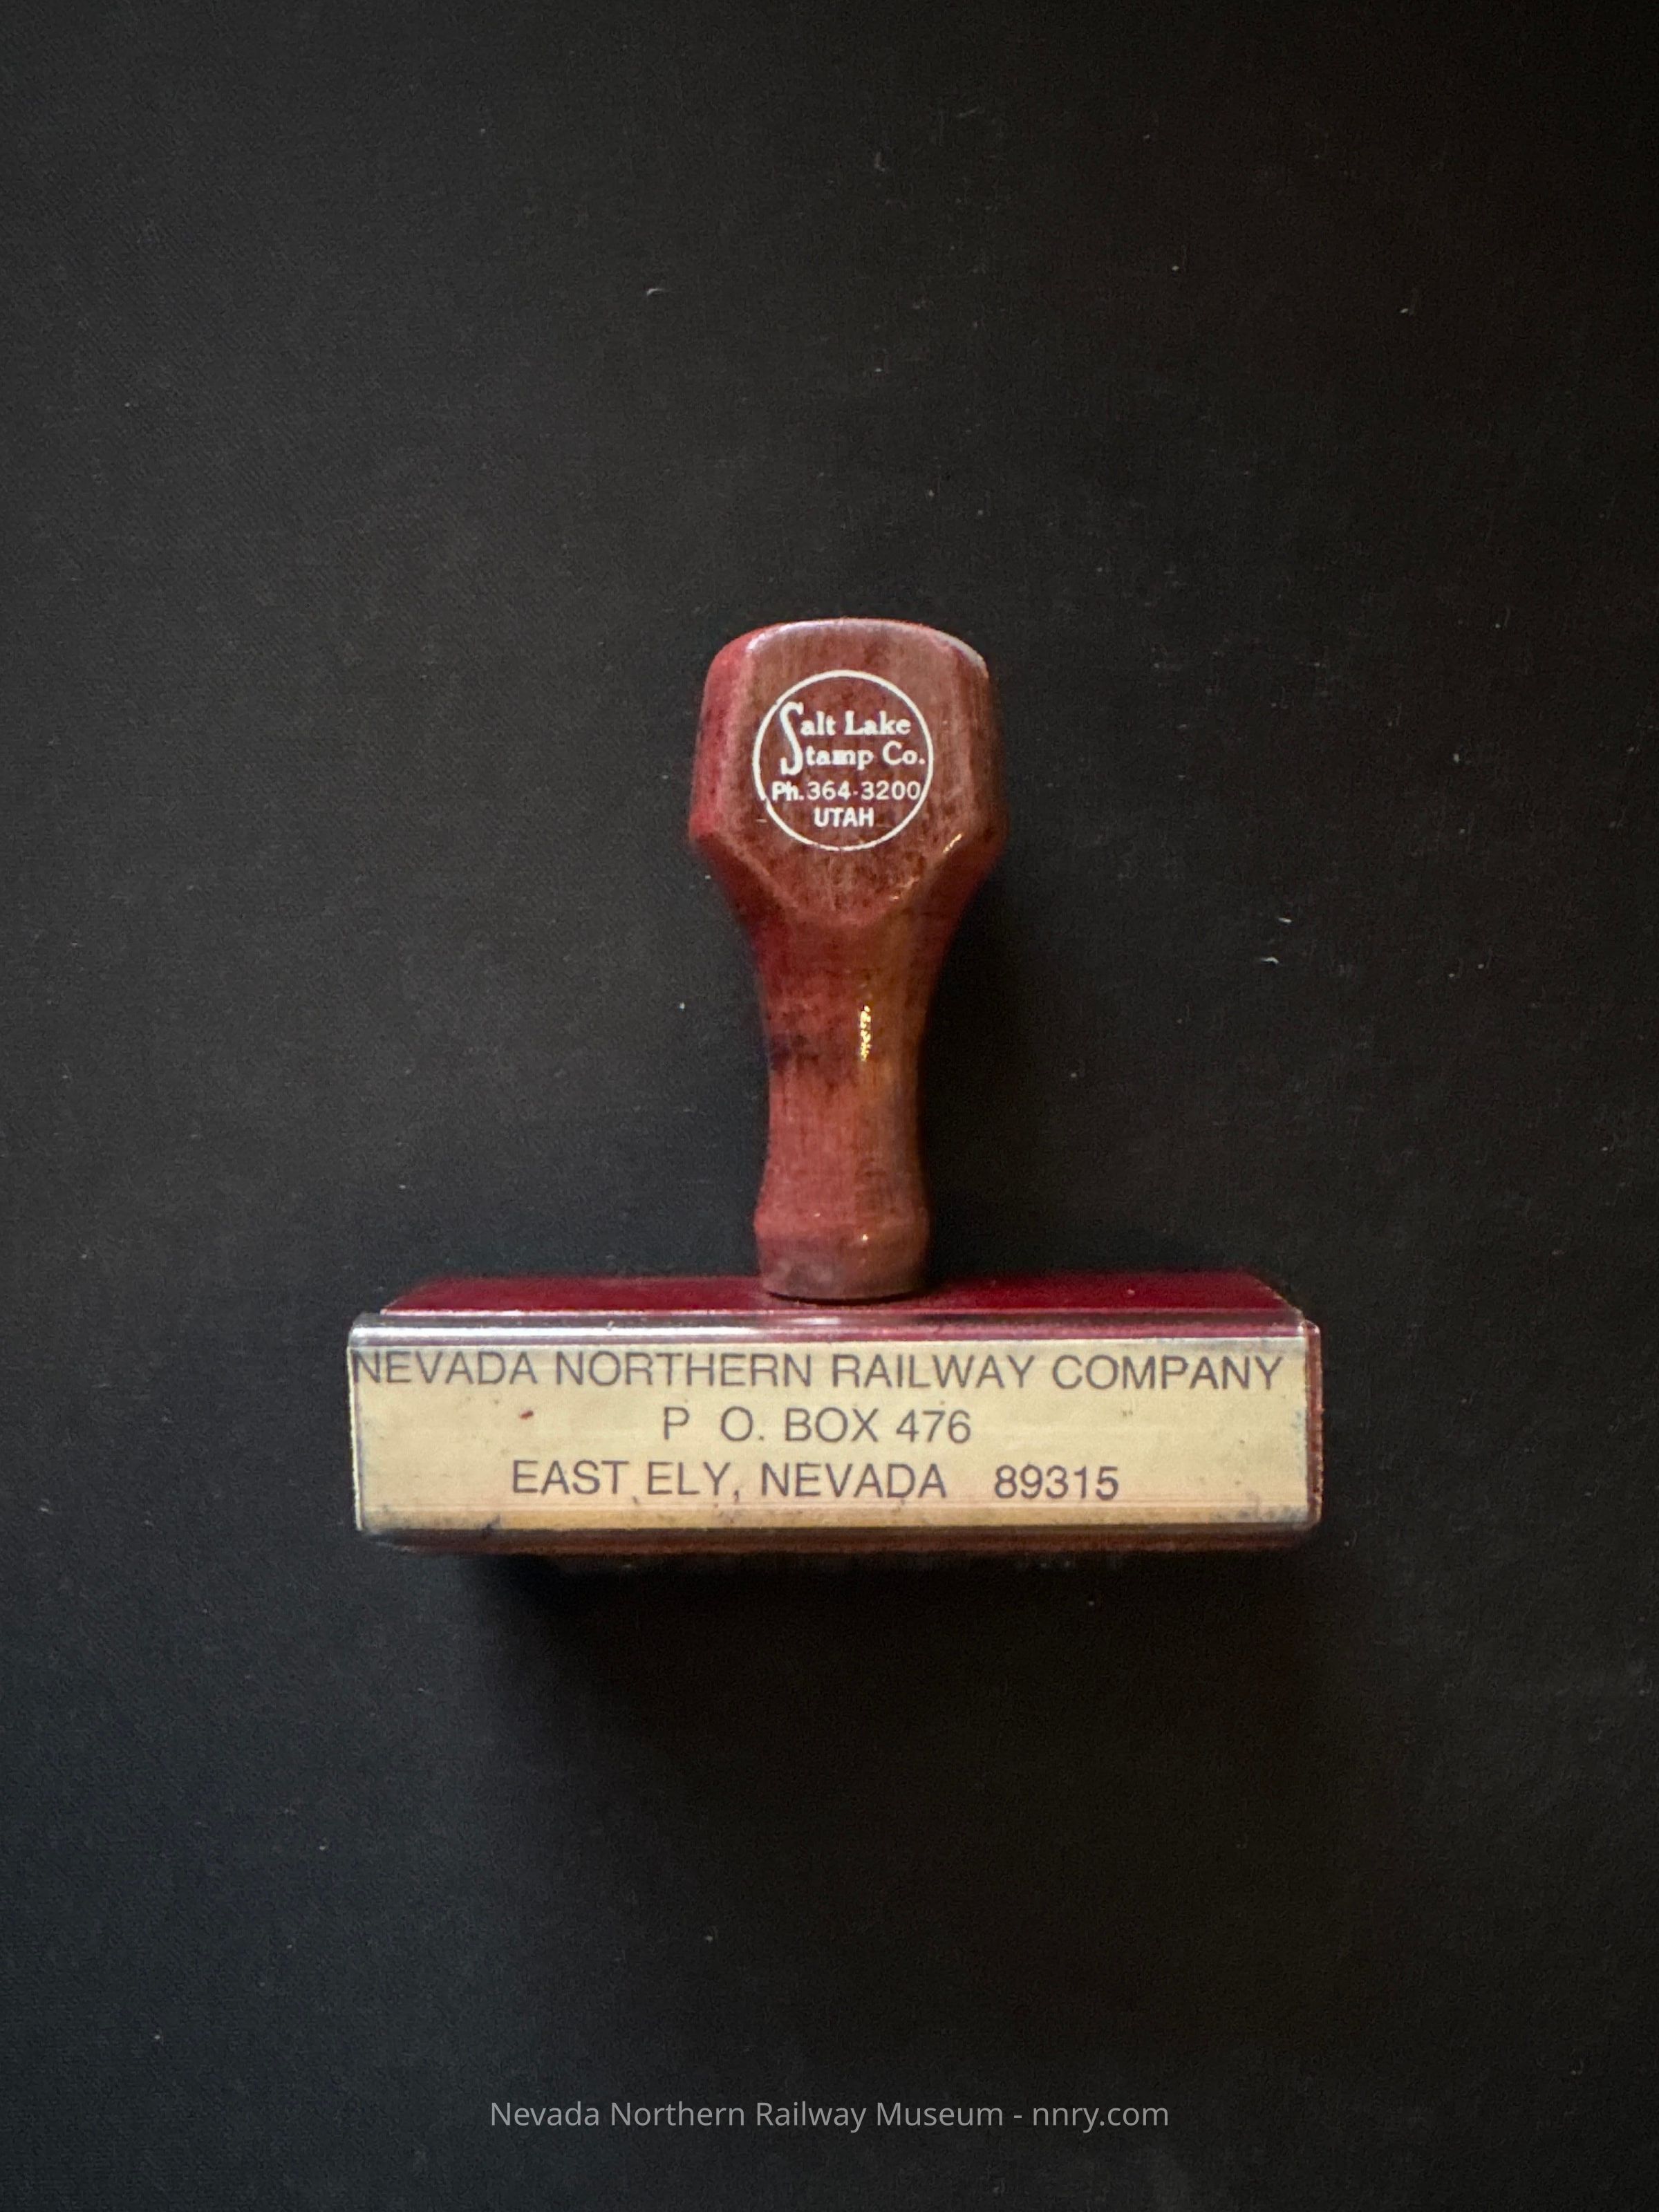 Salt Lake
Stamp Co.
Ph. 364-3200
UTAH
NEVADA NORTHERN RAILWAY COMPANY
P O. BOX 476
EAST ELY, NEVADA 89315
Nevada Northern Railway Museum - nnry.com